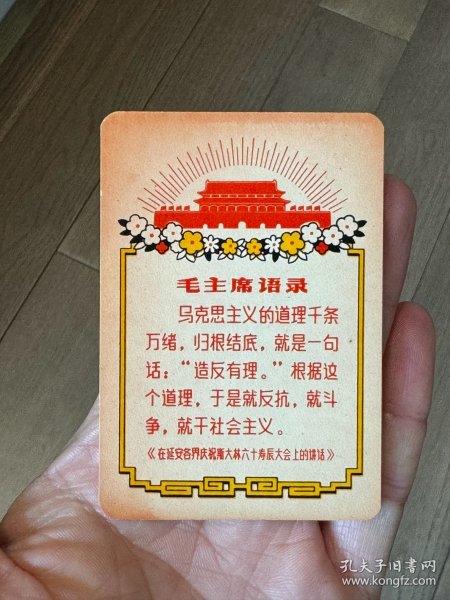 毛主席语录
马克思主义的道理千条
万绪，归根结底，就是一句
话：“造反有理。”根据这
个道理，于是就反抗，就斗
争，就干社会主义。
《在延安各界庆祝斯大林六十寿辰大会上的讲话》
孔夫子旧书网
www.kongfz.com